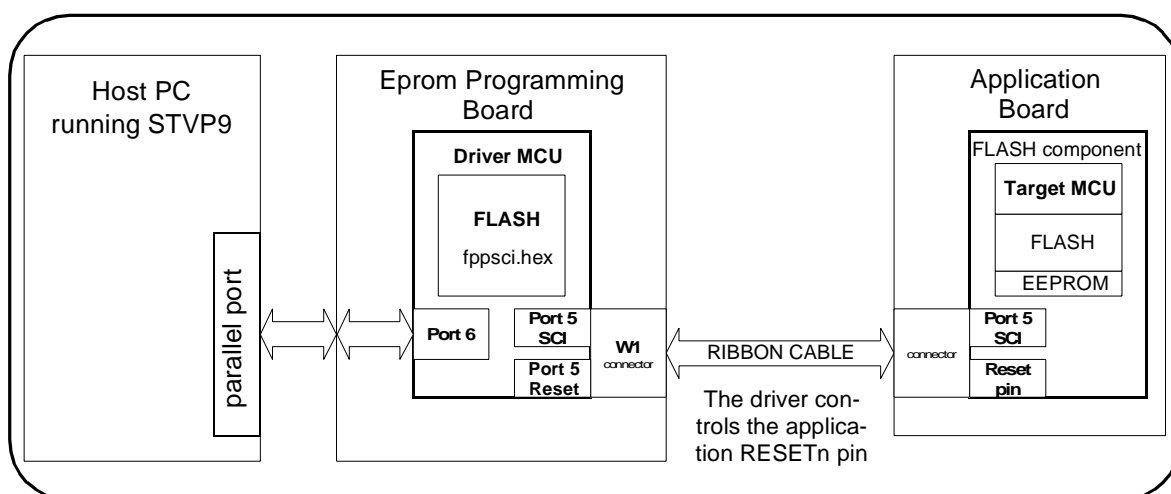 Host PC
running STVP9
parallel port
Eprom Programming
Board
Driver MCU
FLASH
fppsci.hex
Port 6
Port 5
SCI
Port 5
Reset
W1
connector
RIBBON CABLE
The driver con-
trols the applica-
tion RESETn pin
Application
Board
FLASH component
Target MCU
FLASH
EEPROM
connector
Port 5
SCI
Reset
pin